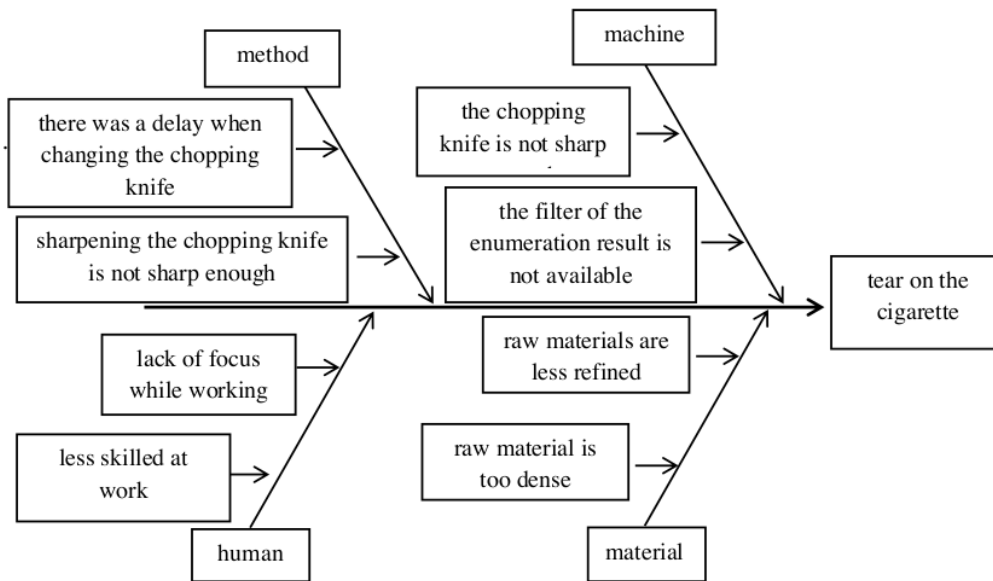 method
machine
there was a delay when
changing the chopping
knife
the chopping
knife is not sharp
sharpening the chopping knife
is not sharp enough
the filter of the
enumeration result is
not available
tear on the
cigarette
lack of focus
while working
raw materials are
less refined
less skilled at
work
raw material is
too dense
human
material